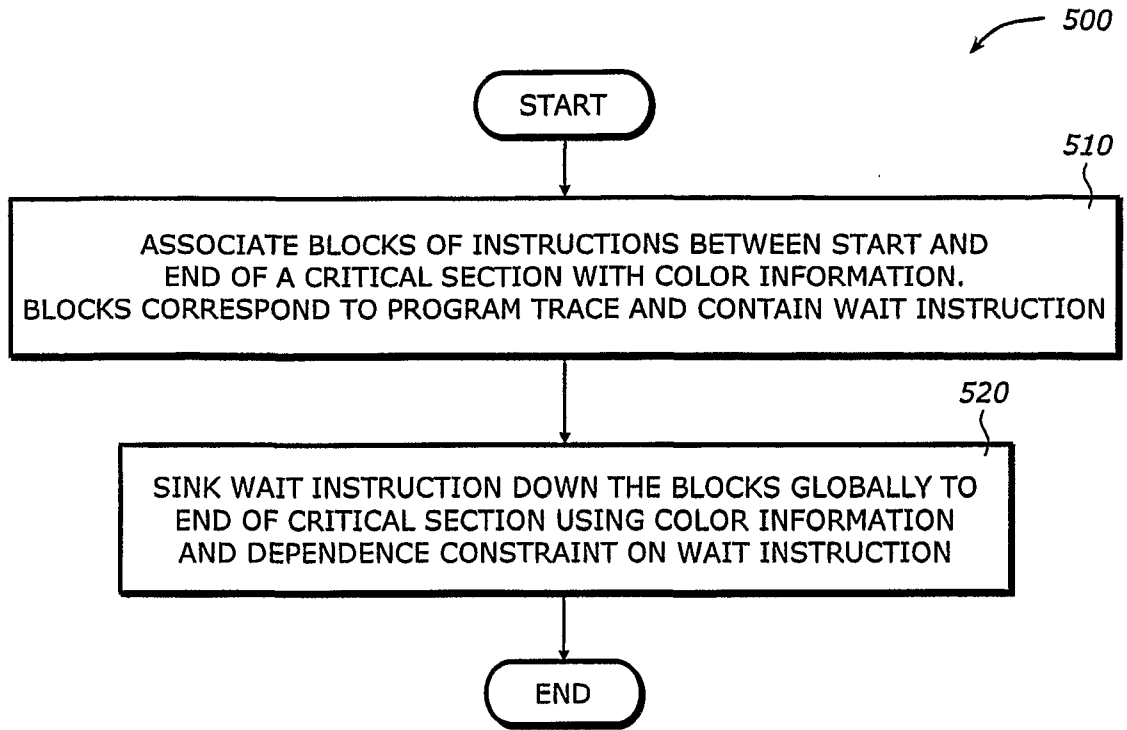 500
START
510
ASSOCIATE BLOCKS OF INSTRUCTIONS BETWEEN START AND
END OF A CRITICAL SECTION WITH COLOR INFORMATION.
BLOCKS CORRESPOND TO PROGRAM TRACE AND CONTAIN WAIT INSTRUCTION
520
SINK WAIT INSTRUCTION DOWN THE BLOCKS GLOBALLY TO
END OF CRITICAL SECTION USING COLOR INFORMATION
AND DEPENDENCE CONSTRAINT ON WAIT INSTRUCTION
END